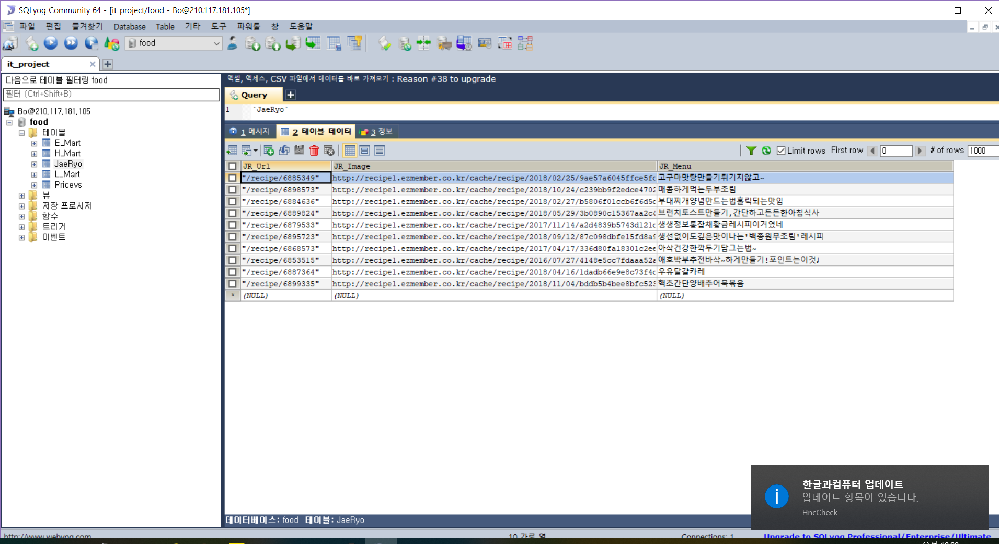 SQLyog Community 64 - [it_project/food - Bo@210.117.181.105*]
파일 편집 즐겨찾기 Database Table 기타 도구 파워툴 창 도움말
food
it_project
다음으로 테이블 필터링 food
필터 (Ctrl+Shift+B)
Bo@210.117.181.105
food
테이블
E_Mart
H_Mart
JaeRyo
L_Mart
Pricevs
뷰
저장 프로시저
함수
트리거
이벤트
엑셀, 엑세스, CSV 파일에서 데이터를 바로 가져오기 : Reason #38 to upgrade
Query
1 `JaeRyo`
1 메시지 2 테이블 데이터 3 정보
Limit rows First row 0 # of rows 1000
JR_Url JR_Image JR_Menu
"/recipe/6885349" http://recipe1.ezmember.co.kr/cache/recipe/2018/02/25/9ae57a6045ffce5fc 고구마맛탕만들기튀기지않고~
"/recipe/6898573" http://recipe1.ezmember.co.kr/cache/recipe/2018/10/24/c239bb9f2edce4702 매콤하게먹는두부조림
"/recipe/6884636" http://recipe1.ezmember.co.kr/cache/recipe/2018/02/27/b5806f01ccb6f6d5c 부대찌개양념만드는법홀릭되는맛임
"/recipe/6889824" http://recipe1.ezmember.co.kr/cache/recipe/2018/05/29/3b0890c15367aa2c4 브런치토스트만들기,간단하고든든한아침식사
"/recipe/6879533" http://recipe1.ezmember.co.kr/cache/recipe/2017/11/14/a2d4839b5743d121c 생생정보통잡채황금레시피이거였네
"/recipe/6895723" http://recipe1.ezmember.co.kr/cache/recipe/2018/09/12/87c098dbfe15fd8a9 생선없이도깊은맛이나는'백종원무조림'레시피
"/recipe/6868573" http://recipe1.ezmember.co.kr/cache/recipe/2017/04/17/336d80fa18301c2ee 아삭건강한깍두기담그는법~
"/recipe/6853515" http://recipe1.ezmember.co.kr/cache/recipe/2016/07/27/4148e5cc7fdaaa52a 애호박부추전바삭~하게만들기!포인트는이것♩
"/recipe/6887364" http://recipe1.ezmember.co.kr/cache/recipe/2018/04/16/1dadb66e9e8c73f4c 우유달걀카레
"/recipe/6899335" http://recipe1.ezmember.co.kr/cache/recipe/2018/11/04/bddb5b4bee8bfc523 핵초간단양배추어묵볶음
* (NULL) (NULL) (NULL)
한글과컴퓨터 업데이트
업데이트 항목이 있습니다.
HncCheck
데이터베이스: food 테이블: JaeRyo
http://www.webyog.com 10 가로 열 Connections: 1 Upgrade to SQLyog Professional/Enterprise/Ultimate